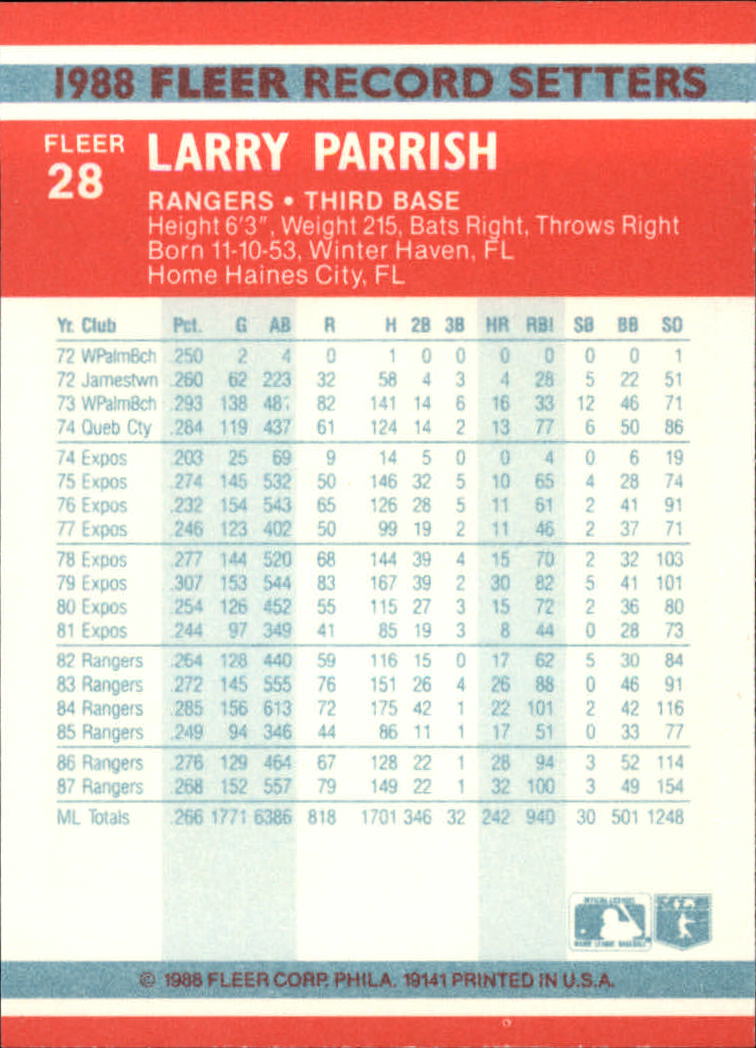 1988 FLEER RECORD SETTERS
FLEER
28
LARRY PARRISH
RANGERS • THIRD BASE
Height 6'3", Weight 215, Bats Right, Throws Right
Born 11-10-53, Winter Haven, FL
Home Haines City, FL
Yr. Club Pct. G AB R H 2B 3B HR RBI SB BB SO
72 WPalmBch .250 2 4 0 1 0 0 0 0 0 0 1
72 Jamestwn .260 62 223 32 58 4 3 4 28 5 22 51
73 WPalmBch .293 138 481 82 141 14 6 16 33 12 46 71
74 Queb Cty .284 119 437 61 124 14 2 13 77 6 50 86
74 Expos .203 25 69 9 14 5 0 0 4 0 6 19
75 Expos .274 145 532 50 146 32 5 10 65 4 28 74
76 Expos .232 154 543 65 126 28 5 11 61 2 41 91
77 Expos .246 123 402 50 99 19 2 11 46 2 37 71
78 Expos .277 144 520 68 144 39 4 15 70 2 32 103
79 Expos .307 153 544 83 167 39 2 30 82 5 41 101
80 Expos .254 126 452 55 115 27 3 15 72 2 36 80
81 Expos .244 97 349 41 85 19 3 8 44 0 28 73
82 Rangers .264 128 440 59 116 15 0 17 62 5 30 84
83 Rangers .272 145 555 76 151 26 4 26 88 0 46 91
84 Rangers .285 156 613 72 175 42 1 22 101 2 42 116
85 Rangers .249 94 346 44 86 11 1 17 51 0 33 77
86 Rangers .276 129 464 67 128 22 1 28 94 3 52 114
87 Rangers .268 152 557 79 149 22 1 32 100 3 49 154
ML Totals .266 1771 6386 818 1701 346 32 242 940 30 501 1248
© 1988 FLEER CORP. PHILA. 19141 PRINTED IN U.S.A.